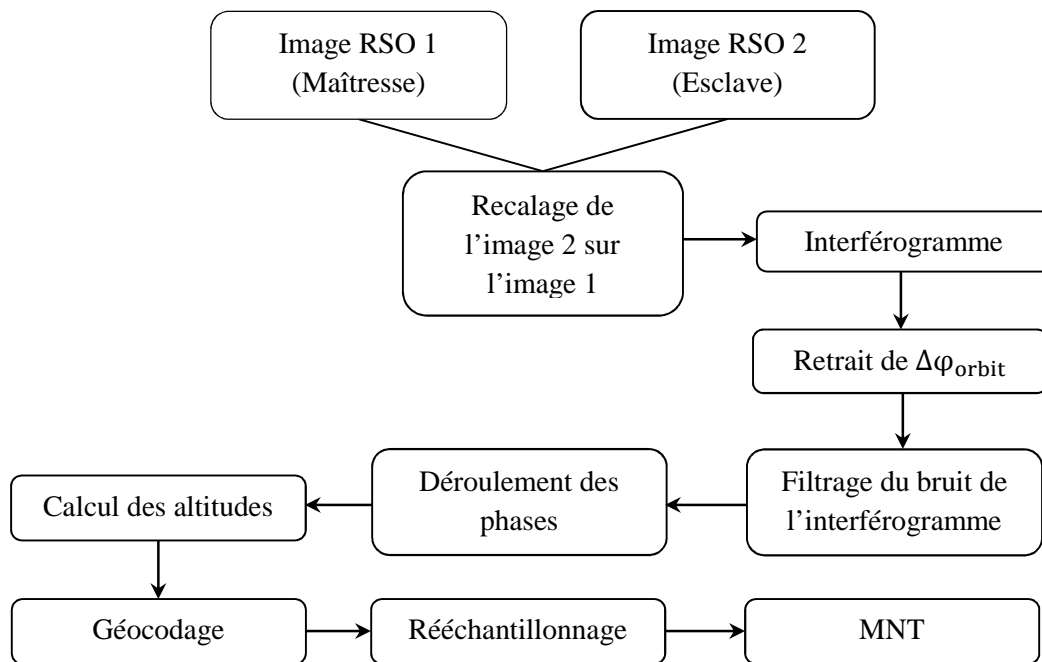 Image RSO 1
(Maîtresse)
Image RSO 2
(Esclave)
Recalage de
l’image 2 sur
l’image 1
Interférogramme
Retrait de Δφorbit
Filtrage du bruit de
l’interférogramme
Déroulement des
phases
Calcul des altitudes
Géocodage
Rééchantillonnage
MNT